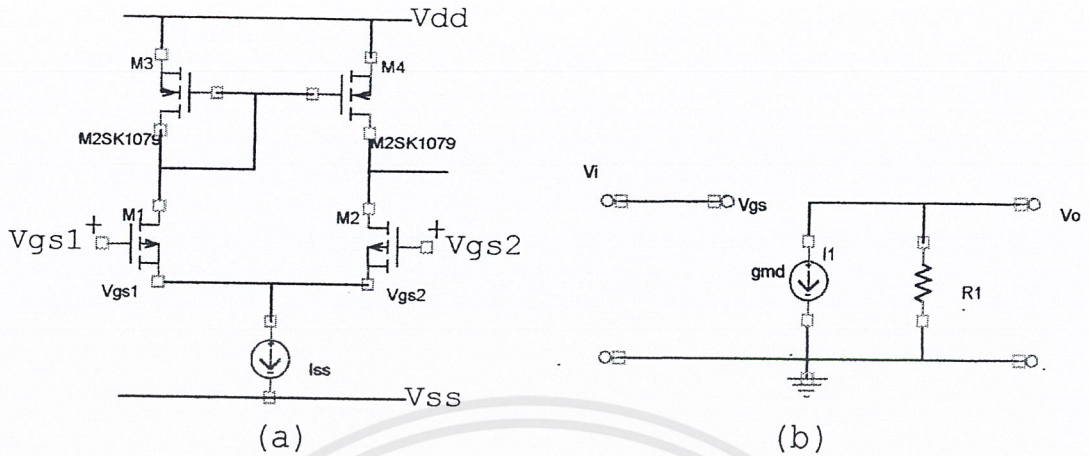 Vdd
M3
M4
M2SK1079
M2SK1079
M1
M2
Vgs1
+
+
Vgs2
Vgs1
Vgs2
Iss
Vss
(a)
Vi
Vgs
Vo
I1
gmd
R1
(b)